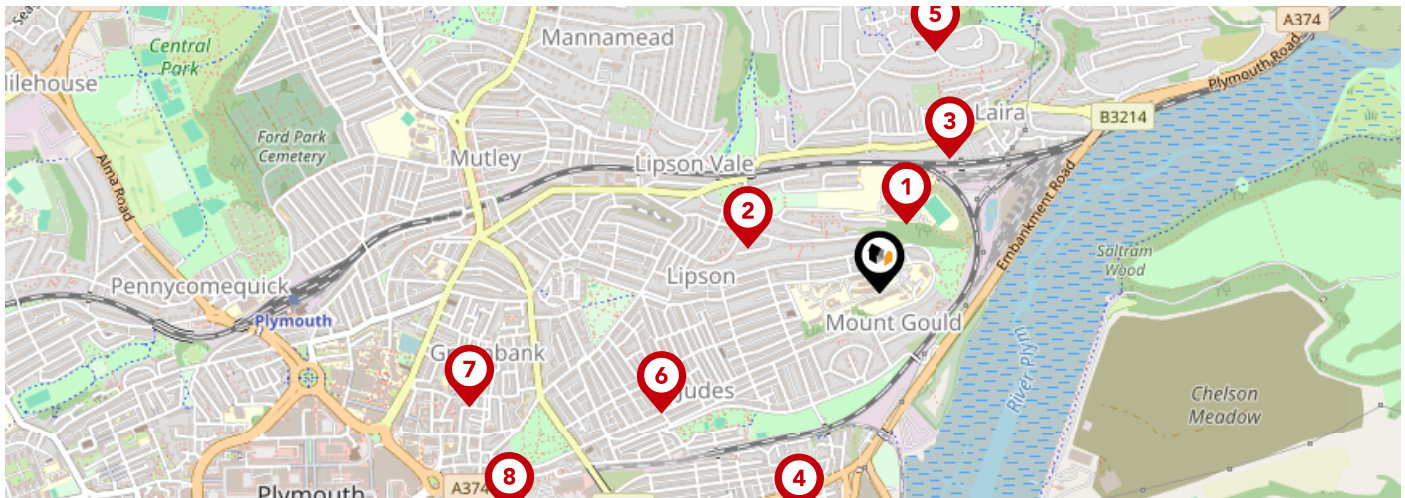 5
A374
Mannamead
Central
Park
Plymouth Road
3
Laira
B3214
Ford Park
Cemetery
Mutley
Lipson Vale
Alma Road
1
2
Embankment Road
Saltram
Wood
Lipson
Pennycomequick
Plymouth
Mount Gould
River Plym
7
6
Chelson
Meadow
8
4
A374
Plymouth